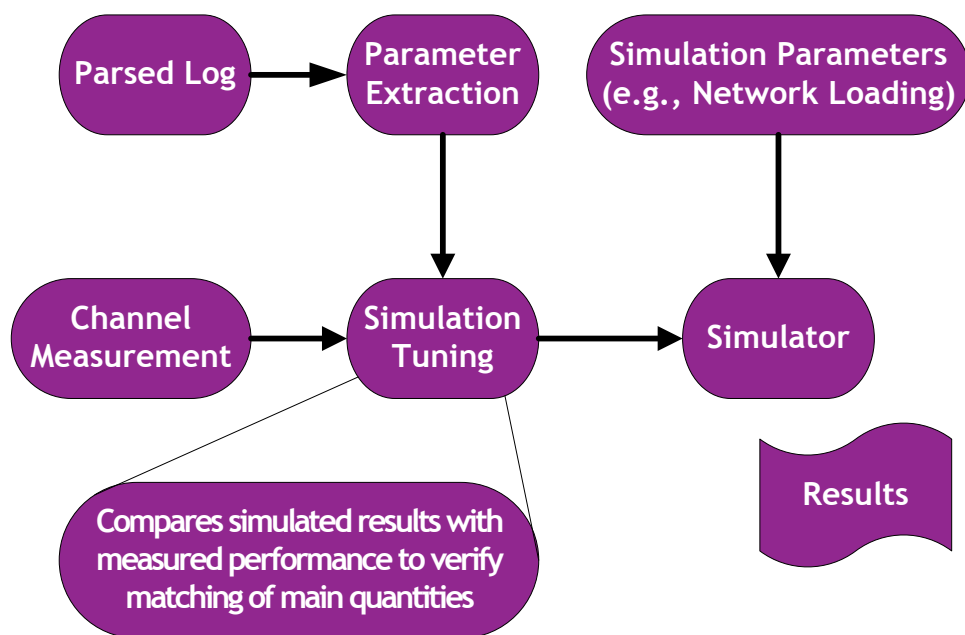 Parsed Log
Parameter
Extraction
Simulation Parameters
(e.g., Network Loading)
Channel
Measurement
Simulation
Tuning
Simulator
Compares simulated results with
measured performance to verify
matching of main quantities
Results